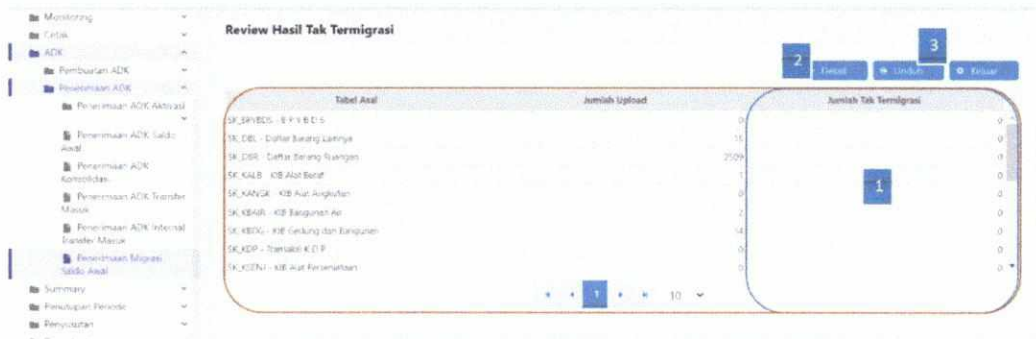 Monitoring
Cetak
ADK
Pembuatan ADK
Penerimaan ADK
Penerimaan ADK Aktivasi
Penerimaan ADK Saldo
Awal
Penerimaan ADK
Konsolidasi
Penerimaan ADK Transfer
Masuk
Penerimaan ADK Internal
Transfer Masuk
Penerimaan Migrasi
Saldo Awal
Summary
Penutupan Periodic
Penyusutan
Review Hasil Tak Termigrasi
2
3
Detail
Unduh
Keluar
Tabel Asal Jumlah Upload Jumlah Tak Termigrasi
0 0
SK_DBL - Daftar Barang Lainnya 0
SK_DBR - Daftar Barang Ruangan 2509 0
SK_KALB - KIB Alat Berat 1 0
SK_KANGK - KIB Alat Angkutan 0 0
SK_KBAIR - KIB Bangunan Air 2 0
SK_KBDG - KIB Gedung dan Bangunan 14 0
SK_KDP - Transaksi K D P 0 0
SK_KSENJ - KIB Alat Persenjataan 0 0
1
1
10